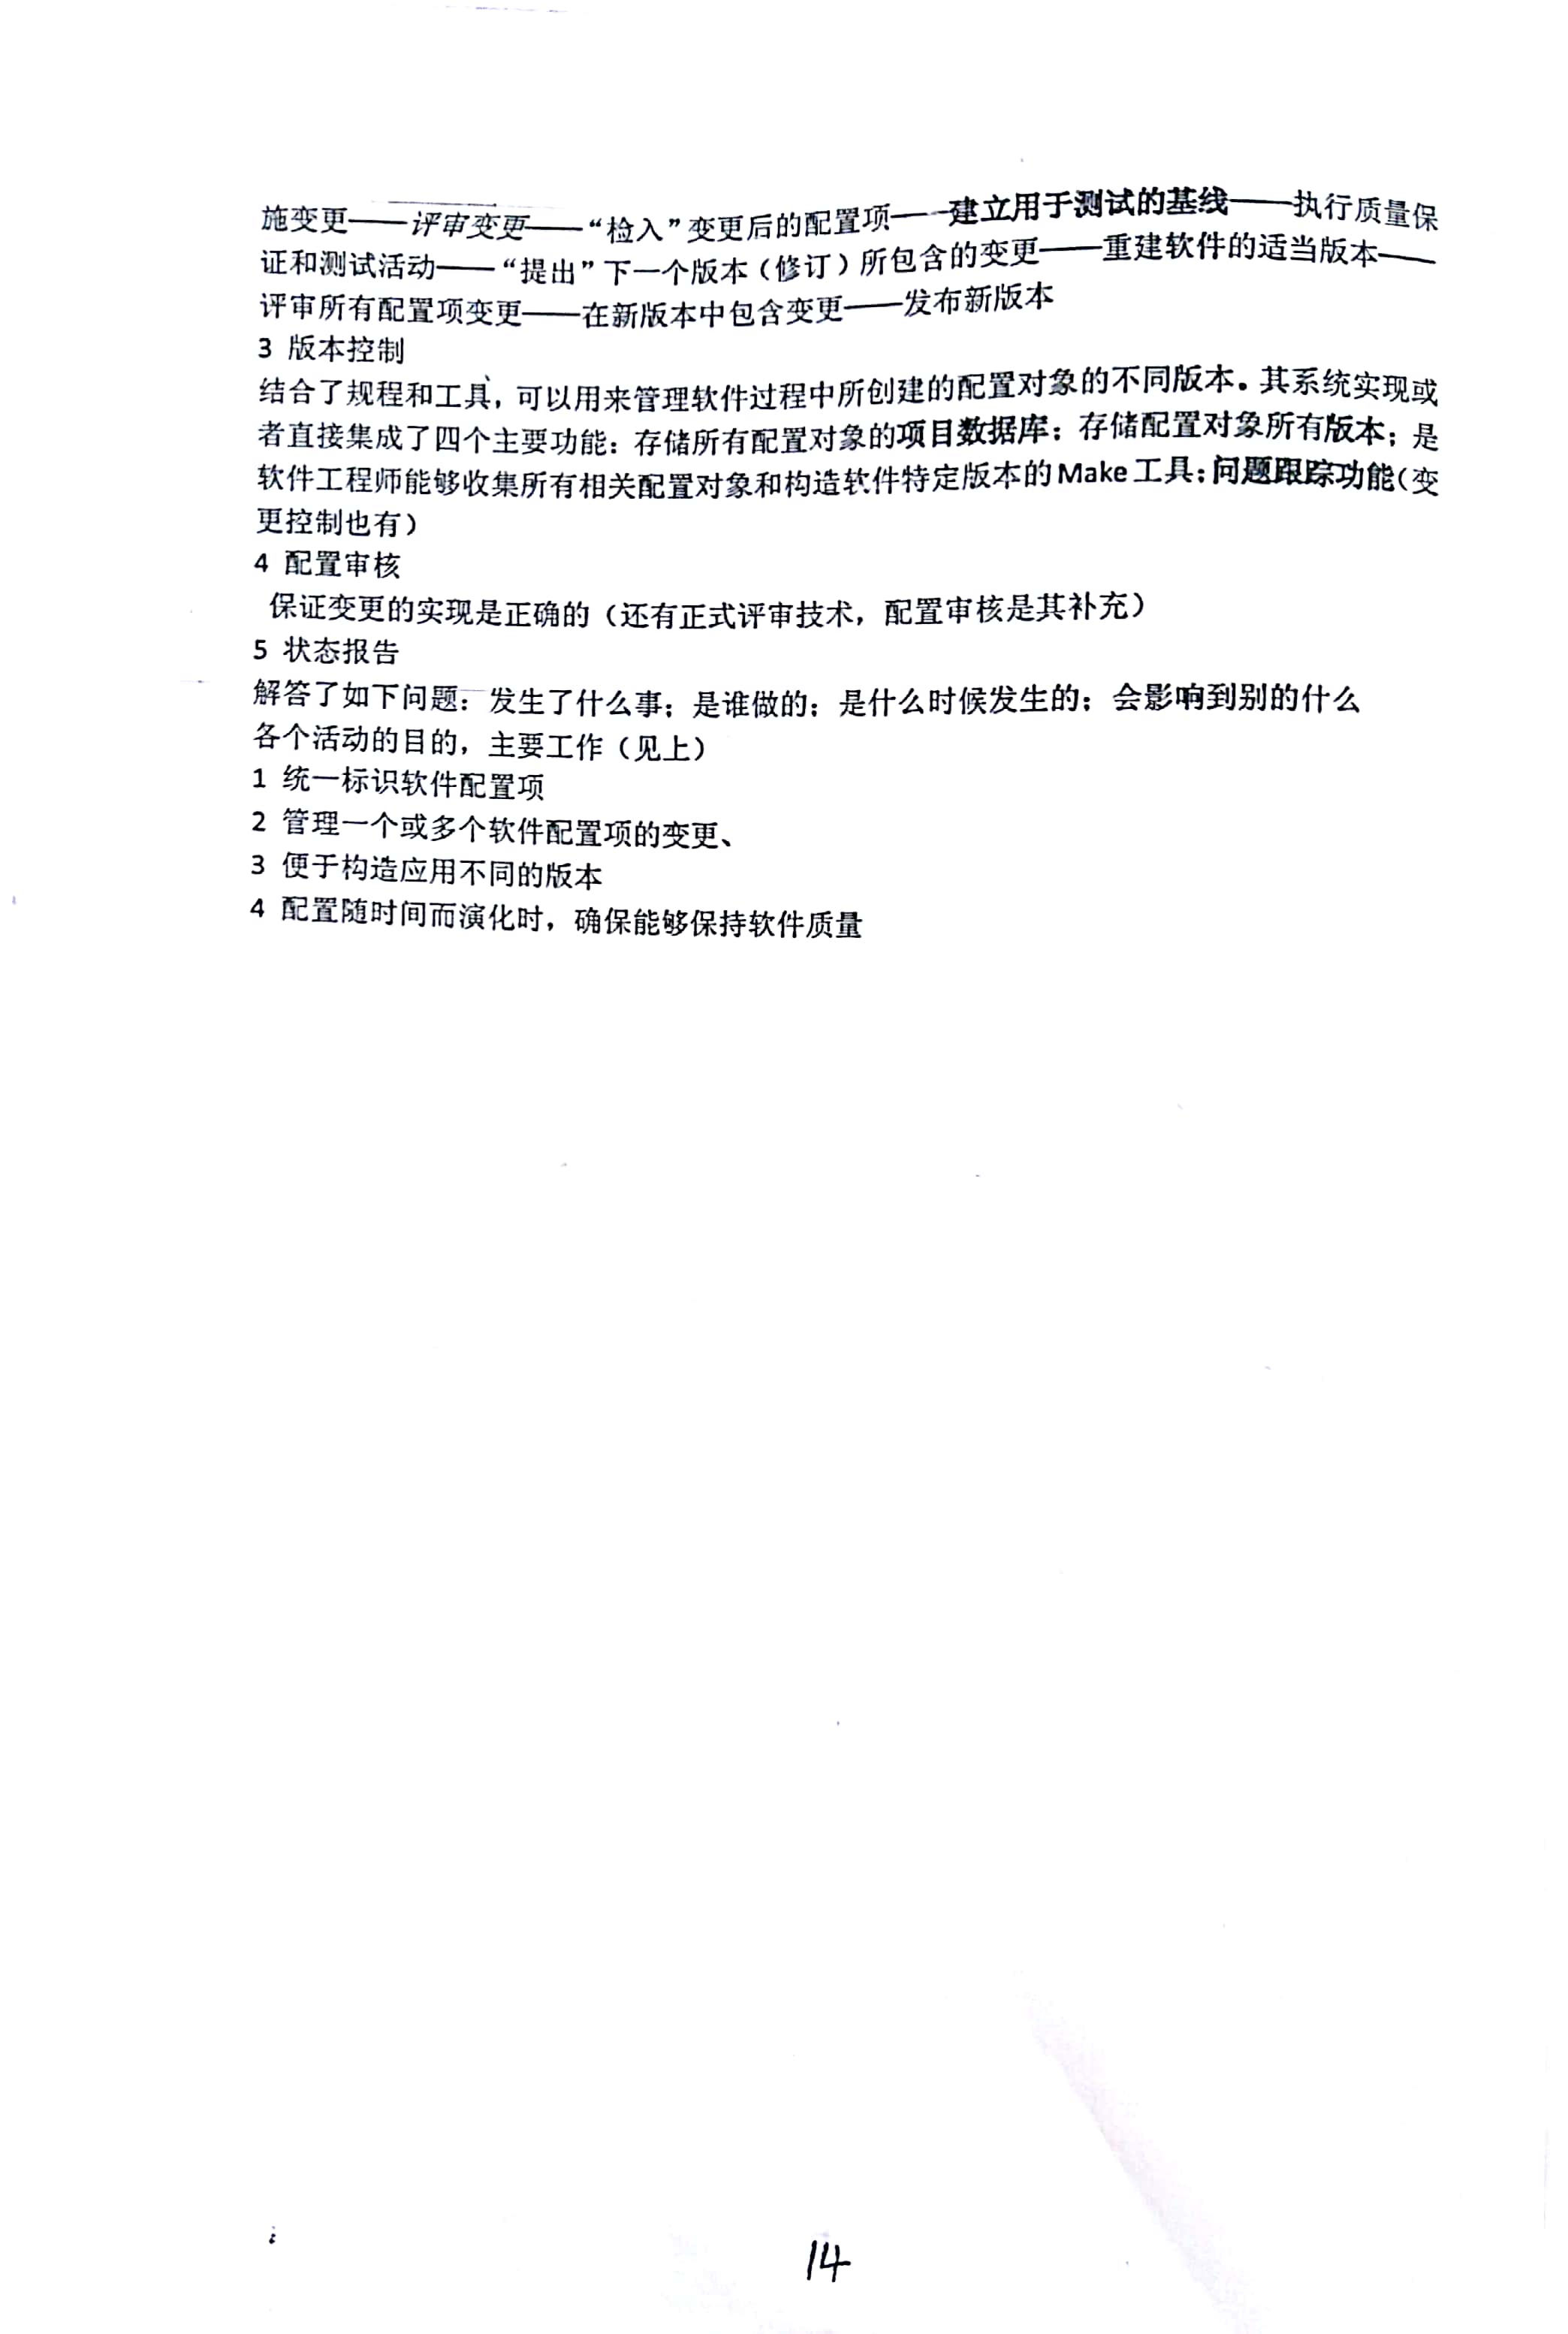 施变更——评审变更——“检入”变更后的配置项——建立用于测试的基线——执行质量保
证和测试活动——“提出”下一个版本（修订）所包含的变更——重建软件的适当版本——
评审所有配置项变更——在新版本中包含变更——发布新版本
3 版本控制
结合了规程和工具，可以用来管理软件过程中所创建的配置对象的不同版本。其系统实现或
者直接集成了四个主要功能：存储所有配置对象的项目数据库；存储配置对象所有版本；是
软件工程师能够收集所有相关配置对象和构造软件特定版本的Make工具；问题跟踪功能（变
更控制也有）
4 配置审核
保证变更的实现是正确的（还有正式评审技术，配置审核是其补充）
5 状态报告
解答了如下问题：发生了什么事；是谁做的；是什么时候发生的；会影响到别的什么
各个活动的目的，主要工作（见上）
1 统一标识软件配置项
2 管理一个或多个软件配置项的变更、
3 便于构造应用不同的版本
4 配置随时间而演化时，确保能够保持软件质量
14